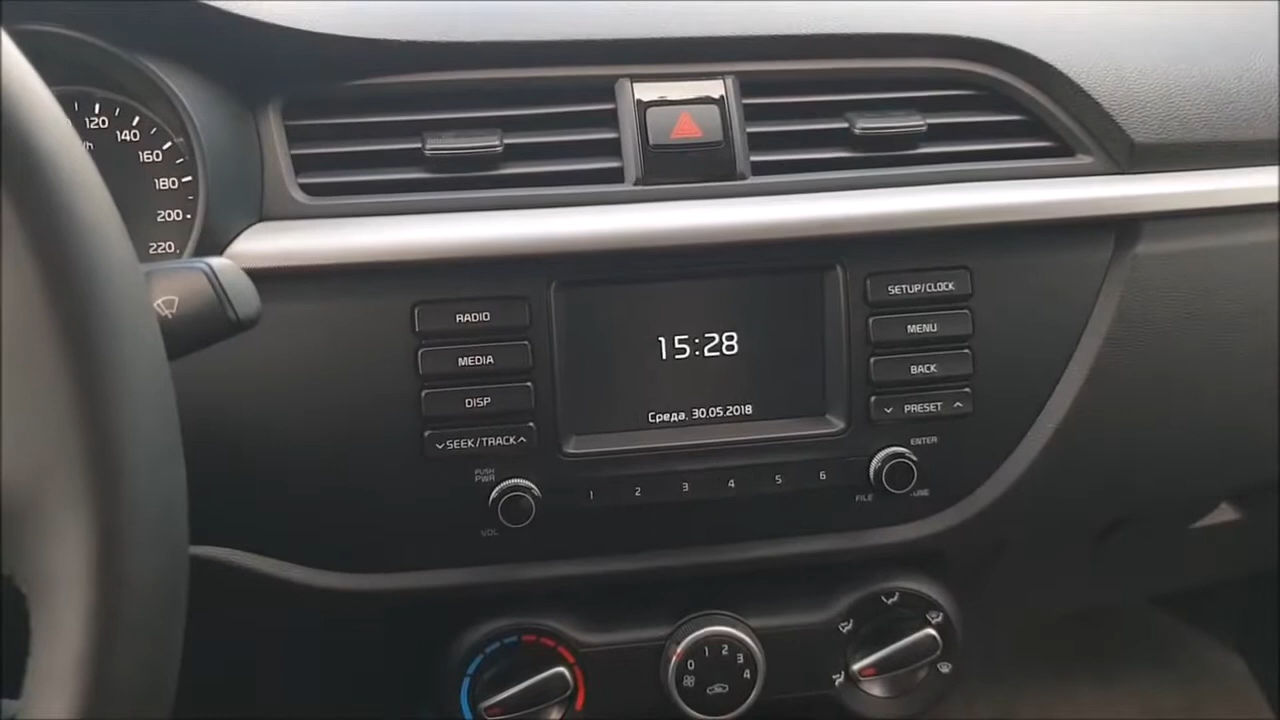 120
140
160
180
200
220
RADIO
MEDIA
DISP
SEEK/TRACK
PUSH
PWR
VOL
15:28
Среда, 30.05.2018
1 2 3 4 5 6
SETUP/CLOCK
MENU
BACK
PRESET
ENTER
FILE
0 1 2 3 4